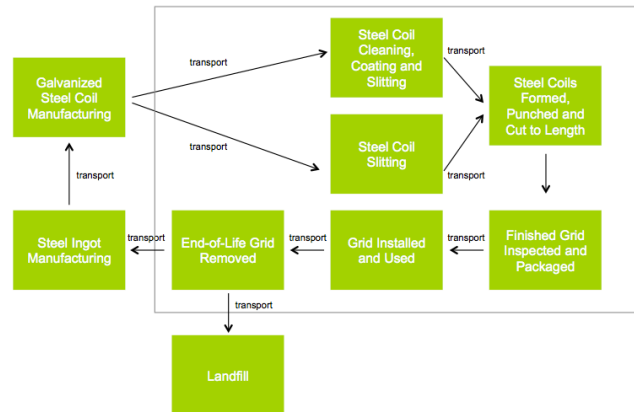 Steel Coil
Cleaning,
Coating and
Slitting
transport
transport
Galvanized
Steel Coil
Manufacturing
Steel Coils
Formed,
Punched and
Cut to Length
transport
Steel Coil
Slitting
transport
transport
Steel Ingot
Manufacturing
transport
End-of-Life Grid
Removed
transport
Grid Installed
and Used
transport
Finished Grid
Inspected and
Packaged
transport
Landfill